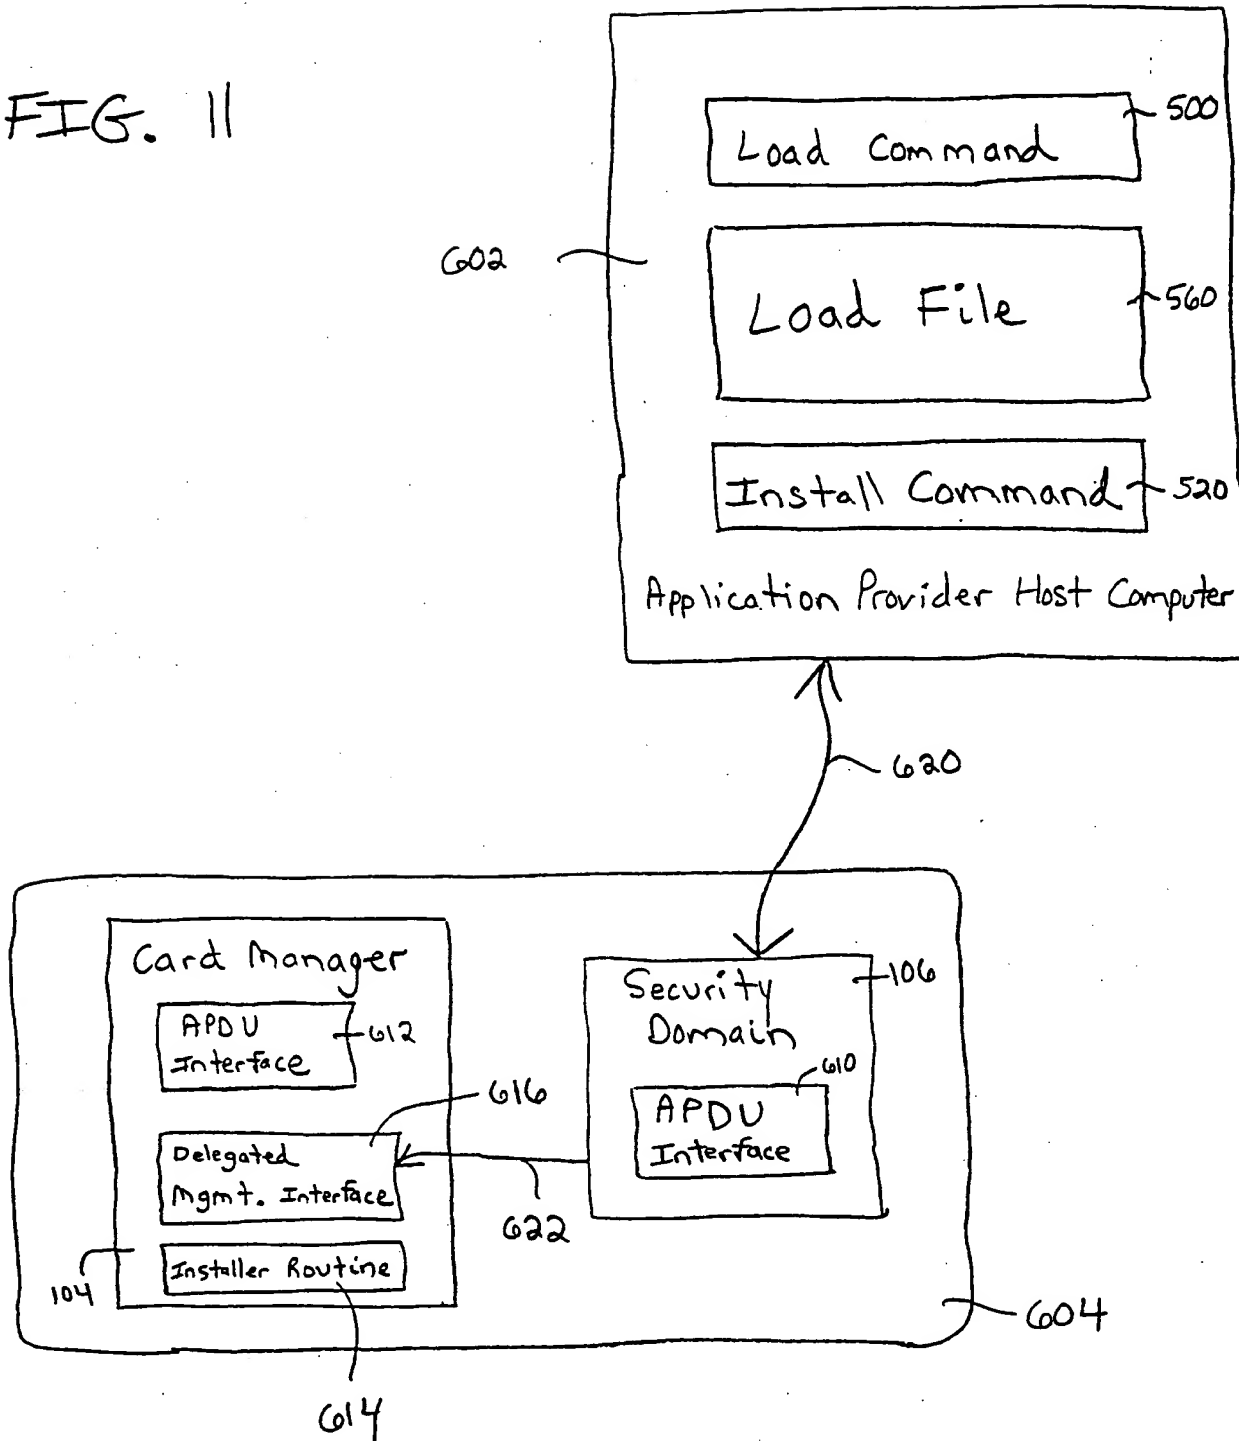 FIG. 11
500
Load Command
602
Load File
560
Install Command
520
Application Provider Host Computer
620
Card Manager
APDU
Interface
612
616
Delegated
Mgmt. Interface
Installer Routine
104
614
622
Security
Domain
106
610
APDU
Interface
604